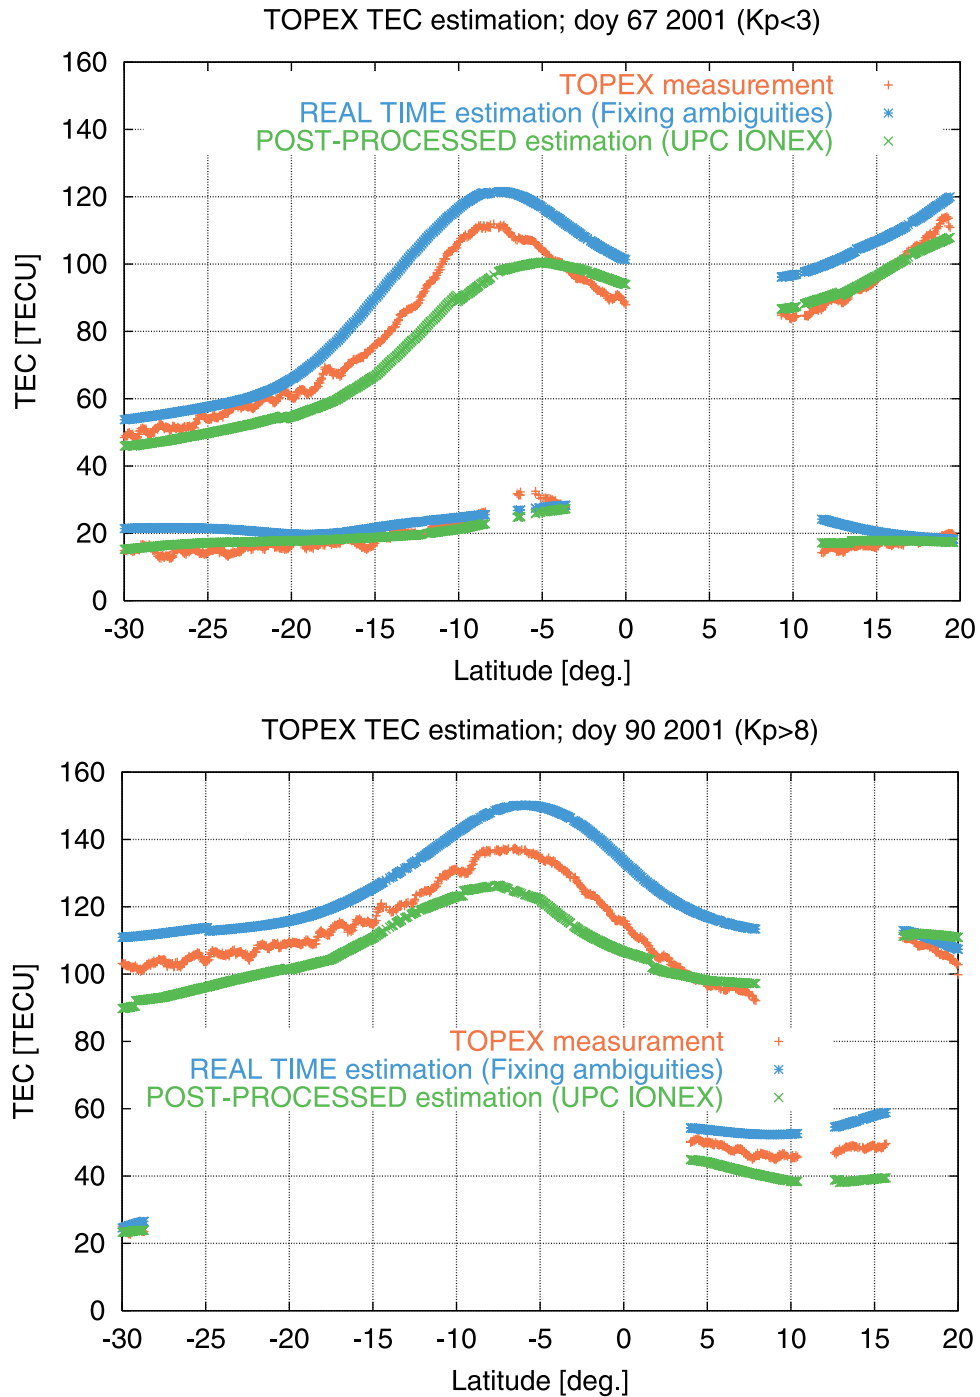 TOPEX TEC estimation; doy 67 2001 (Kp<3)
160
140
120
100
80
60
40
20
0
TEC [TECU]
TOPEX measurement
REAL TIME estimation (Fixing ambiguities)
POST-PROCESSED estimation (UPC IONEX)
-30 -25 -20 -15 -10 -5 0 5 10 15 20
Latitude [deg.]
TOPEX TEC estimation; doy 90 2001 (Kp>8)
160
140
120
100
80
60
40
20
0
TEC [TECU]
TOPEX measurament
REAL TIME estimation (Fixing ambiguities)
POST-PROCESSED estimation (UPC IONEX)
-30 -25 -20 -15 -10 -5 0 5 10 15 20
Latitude [deg.]